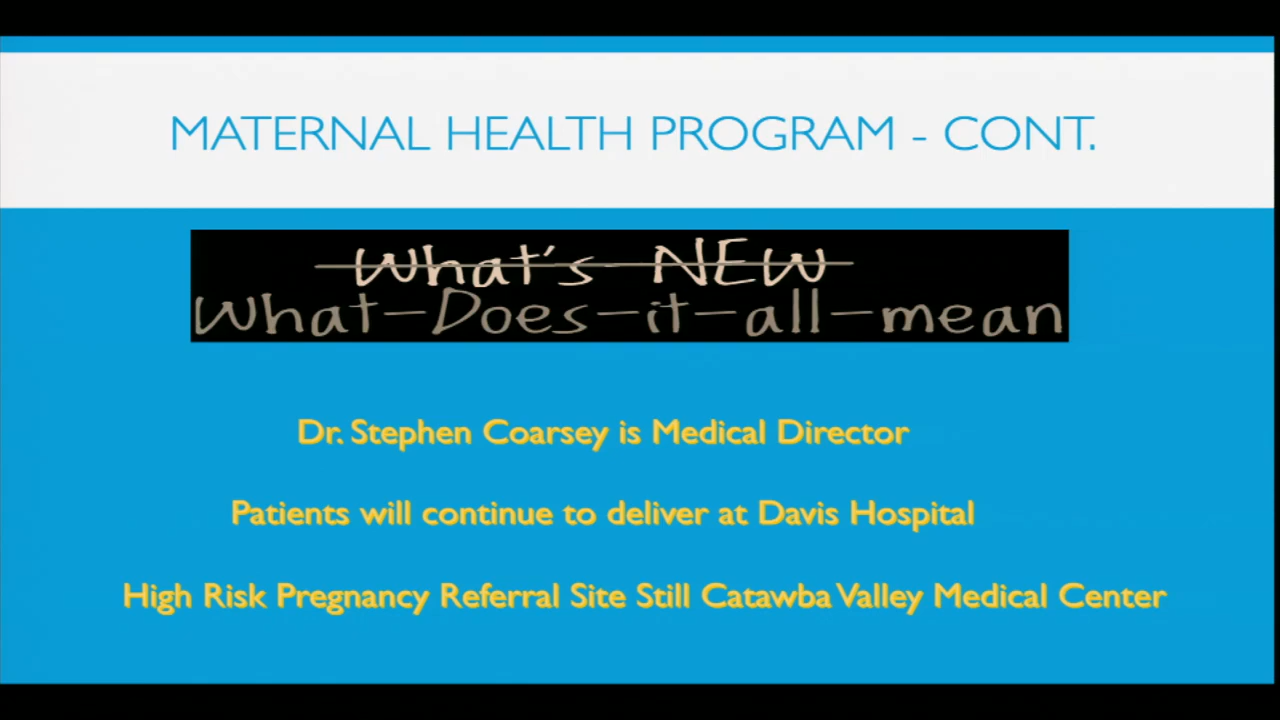 MATERNAL HEALTH PROGRAM - CONT.
What's NEW
What-Does-it-all-mean
Dr. Stephen Coarsey is Medical Director
Patients will continue to deliver at Davis Hospital
High Risk Pregnancy Referral Site Still Catawba Valley Medical Center